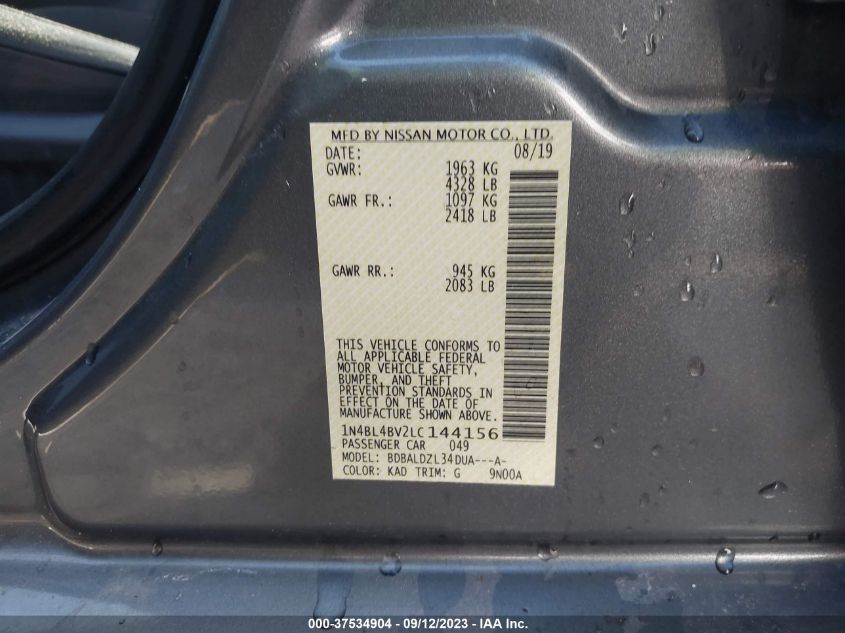 MFD BY NISSAN MOTOR CO., LTD.
DATE: 08/19
GVWR: 1963 KG
4328 LB
GAWR FR.: 1097 KG
2418 LB
GAWR RR.: 945 KG
2083 LB
THIS VEHICLE CONFORMS TO
ALL APPLICABLE FEDERAL
MOTOR VEHICLE SAFETY,
BUMPER, AND THEFT
PREVENTION STANDARDS IN
EFFECT ON THE DATE OF
MANUFACTURE SHOWN ABOVE.
1N4BL4BV2LC144156
PASSENGER CAR 049
MODEL: BDBALDZL34DUA---A-
COLOR: KAD TRIM: G 9N00A
000-37534904 - 09/12/2023 - IAA Inc.